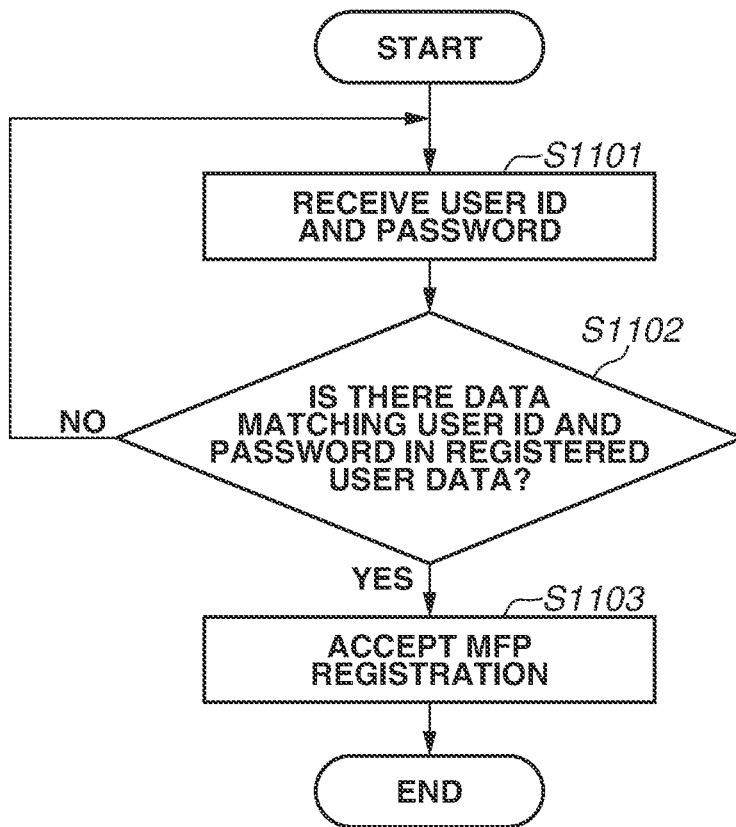 START
S1101
RECEIVE USER ID
AND PASSWORD
S1102
IS THERE DATA
MATCHING USER ID AND
PASSWORD IN REGISTERED
USER DATA?
NO
YES
S1103
ACCEPT MFP
REGISTRATION
END